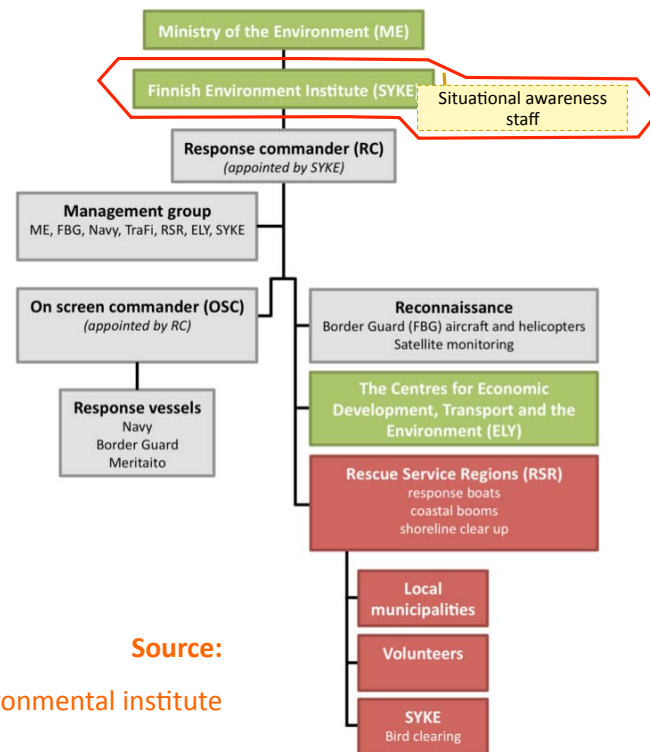 Ministry of the Environment (ME)
Finnish Environment Institute (SYKE)
Situational awareness
staff
Response commander (RC)
(appointed by SYKE)
Management group
ME, FBG, Navy, TraFi, RSR, ELY, SYKE
On screen commander (OSC)
(appointed by RC)
Reconnaissance
Border Guard (FBG) aircraft and helicopters
Satellite monitoring
Response vessels
Navy
Border Guard
Meritaito
The Centres for Economic
Development, Transport and the
Environment (ELY)
Rescue Service Regions (RSR)
response boats
coastal booms
shoreline clear up
Local
municipalities
Volunteers
SYKE
Bird clearing
Source:
onmental institute